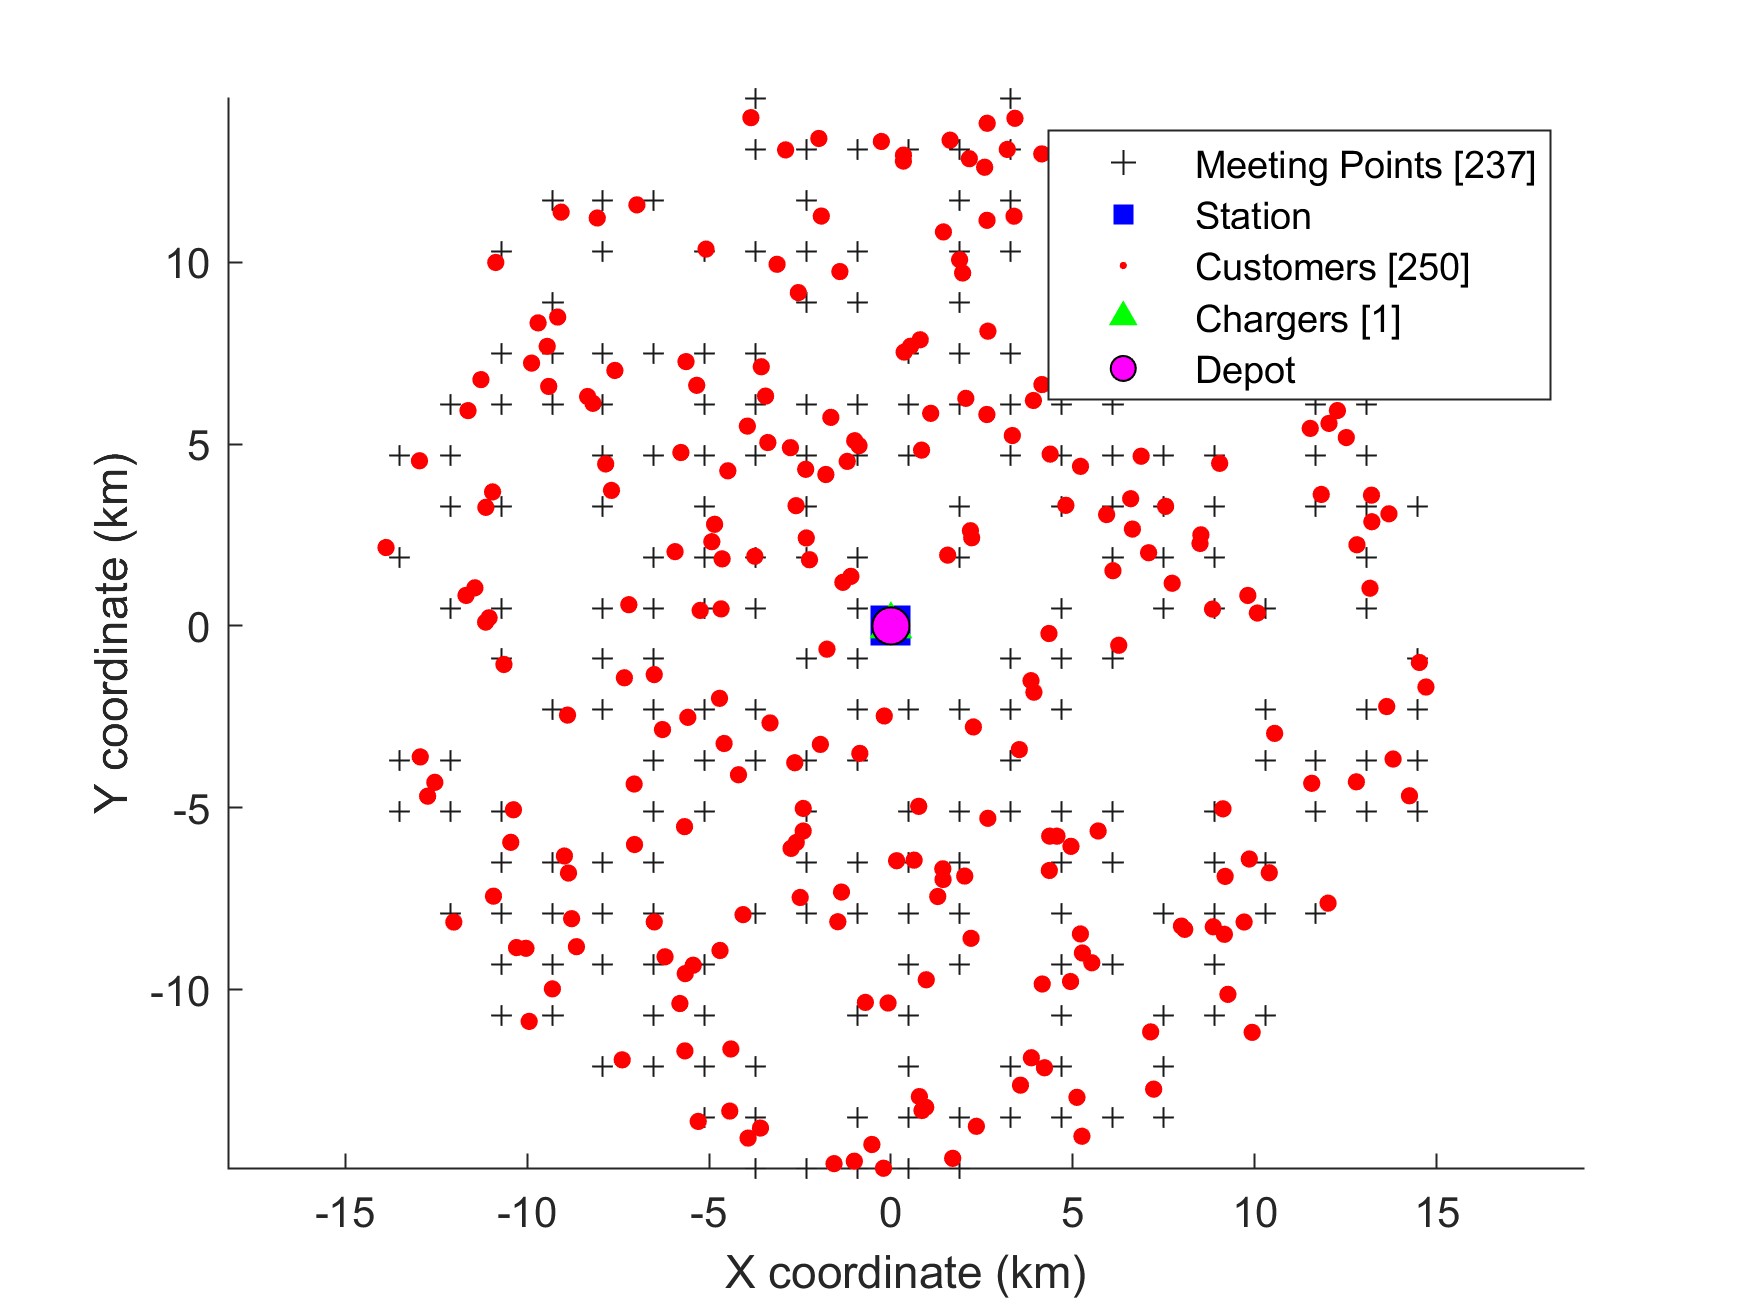 Meeting Points [237]
Station
Customers [250]
Chargers [1]
Depot
10
5
0
-5
-10
Y coordinate (km)
-15
-10
-5
0
5
10
15
X coordinate (km)